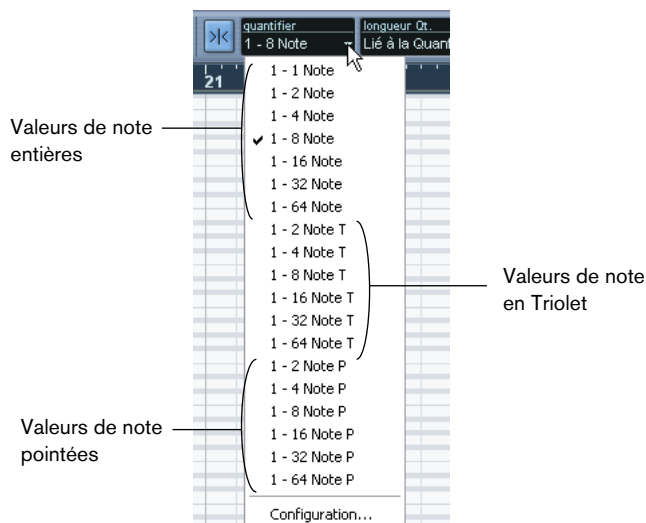 quantifier
longueur Qt.
1 - 8 Note
Lié à la Quant
21
1 - 1 Note
1 - 2 Note
1 - 4 Note
1 - 8 Note
1 - 16 Note
1 - 32 Note
1 - 64 Note
1 - 2 Note T
1 - 4 Note T
1 - 8 Note T
1 - 16 Note T
1 - 32 Note T
1 - 64 Note T
1 - 2 Note P
1 - 4 Note P
1 - 8 Note P
1 - 16 Note P
1 - 32 Note P
1 - 64 Note P
Configuration...
Valeurs de note
entières
Valeurs de note
en Triolet
Valeurs de note
pointées